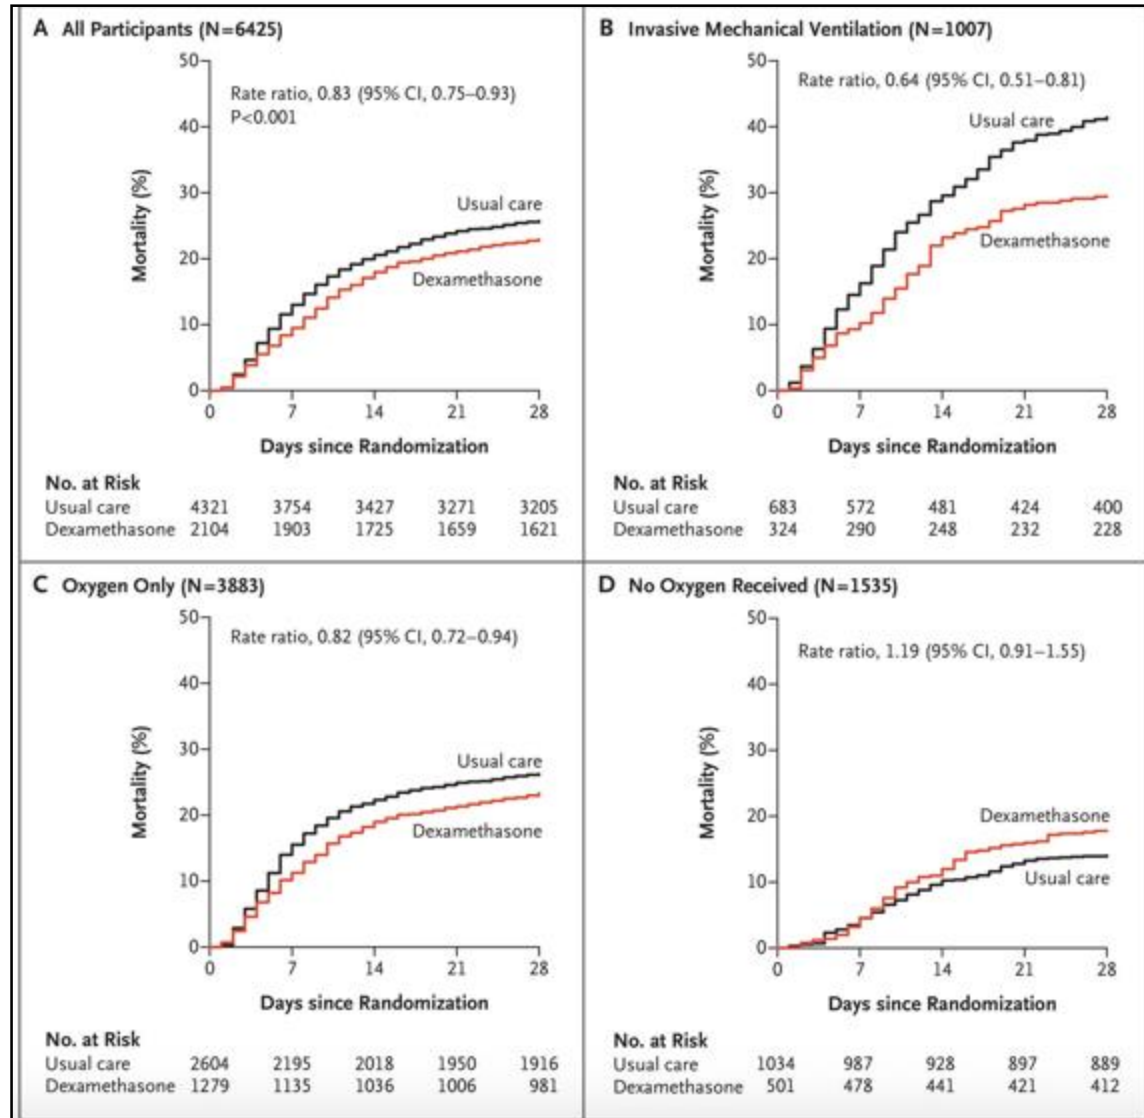 A All Participants (N=6425)
50
40
30
20
10
0
Mortality (%)
Rate ratio, 0.83 (95% CI, 0.75–0.93)
P<0.001
Usual care
Dexamethasone
0 7 14 21 28
Days since Randomization
No. at Risk
Usual care 4321 3754 3427 3271 3205
Dexamethasone 2104 1903 1725 1659 1621
B Invasive Mechanical Ventilation (N=1007)
50
40
30
20
10
0
Mortality (%)
Rate ratio, 0.64 (95% CI, 0.51–0.81)
Usual care
Dexamethasone
0 7 14 21 28
Days since Randomization
No. at Risk
Usual care 683 572 481 424 400
Dexamethasone 324 290 248 232 228
C Oxygen Only (N=3883)
50
40
30
20
10
0
Mortality (%)
Rate ratio, 0.82 (95% CI, 0.72–0.94)
Usual care
Dexamethasone
0 7 14 21 28
Days since Randomization
No. at Risk
Usual care 2604 2195 2018 1950 1916
Dexamethasone 1279 1135 1036 1006 981
D No Oxygen Received (N=1535)
50
40
30
20
10
0
Mortality (%)
Rate ratio, 1.19 (95% CI, 0.91–1.55)
Dexamethasone
Usual care
0 7 14 21 28
Days since Randomization
No. at Risk
Usual care 1034 987 928 897 889
Dexamethasone 501 478 441 421 412